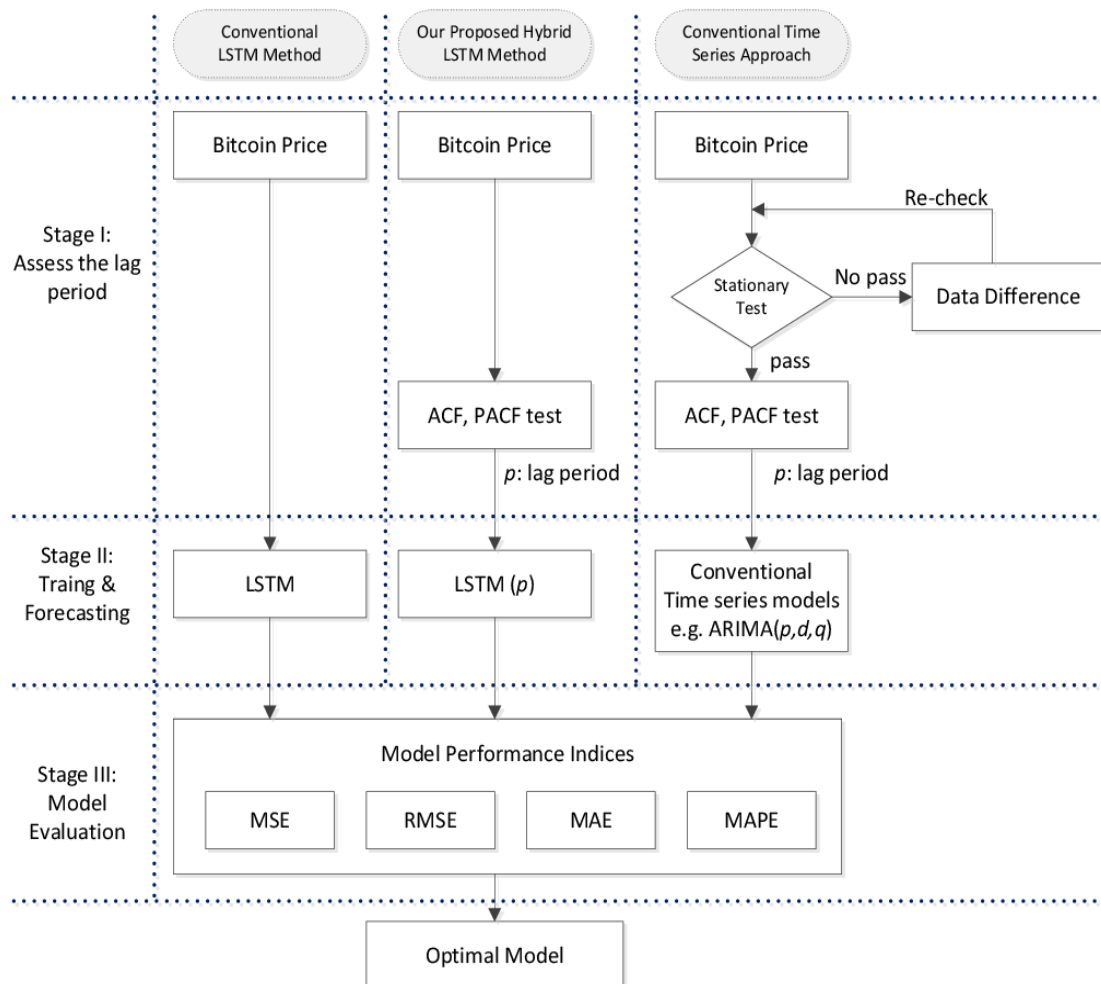 Conventional
LSTM Method
Our Proposed Hybrid
LSTM Method
Conventional Time
Series Approach
Stage I:
Assess the lag
period
Bitcoin Price
Bitcoin Price
Bitcoin Price
Re-check
Stationary
Test
No pass
Data Difference
pass
ACF, PACF test
ACF, PACF test
p: lag period
p: lag period
Stage II:
Traing &
Forecasting
LSTM
LSTM (p)
Conventional
Time series models
e.g. ARIMA(p,d,q)
Stage III:
Model
Evaluation
Model Performance Indices
MSE
RMSE
MAE
MAPE
Optimal Model